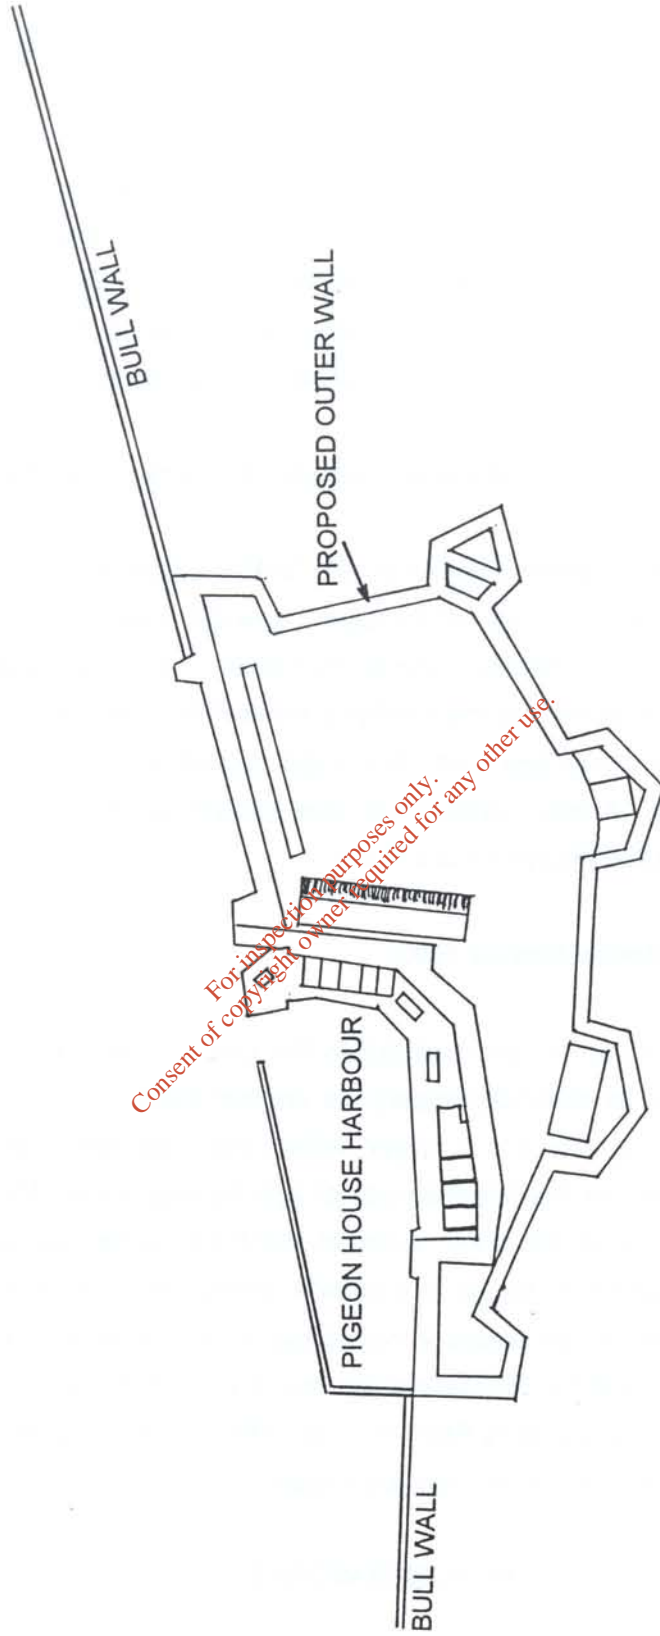 BULL WALL
PROPOSED OUTER WALL
PIGEON HOUSE HARBOUR
BULL WALL
For inspection purposes only.
Consent of copyright owner required for any other use.